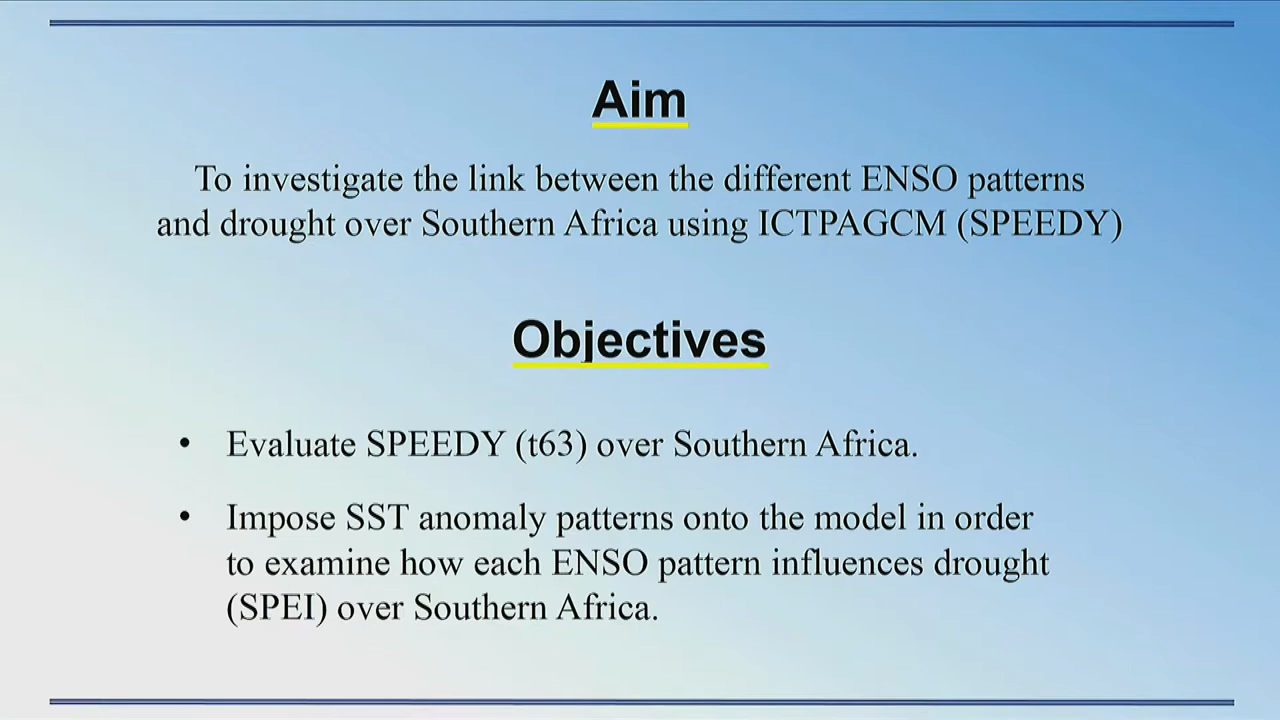 Aim
To investigate the link between the different ENSO patterns
and drought over Southern Africa using ICTPAGCM (SPEEDY)
Objectives
• Evaluate SPEEDY (t63) over Southern Africa.
• Impose SST anomaly patterns onto the model in order
to examine how each ENSO pattern influences drought
(SPEI) over Southern Africa.